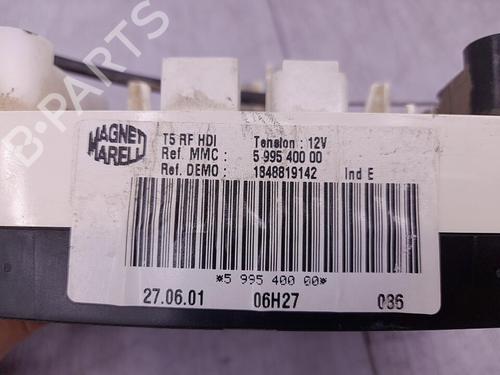 B-PARTS
MAGNETI
MARELLI
T5 RF HDI Tension : 12V
Ref. MMC : 5 995 400 00
Ref. DEMO : 1848819142 Ind E
*5 995 400 00*
27.06.01 06H27 086